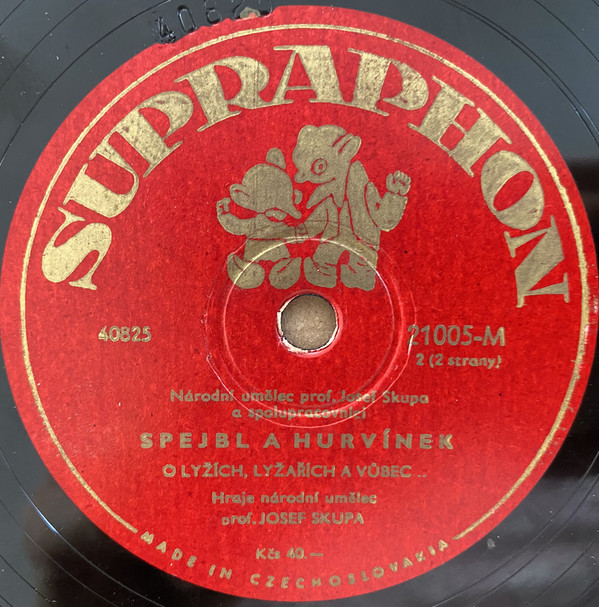 40825
SUPRAPHON
40825
21005-M
2 (2 strany)
Národní umělec prof. Josef Skupa
a spolupracovníci
SPEJBL A HURVÍNEK
O LYŽÍCH, LYŽAŘÍCH A VŮBEC ..
Hraje národní umělec
prof. JOSEF SKUPA
Kčs 40.—
MADE IN CZECHOSLOVAKIA